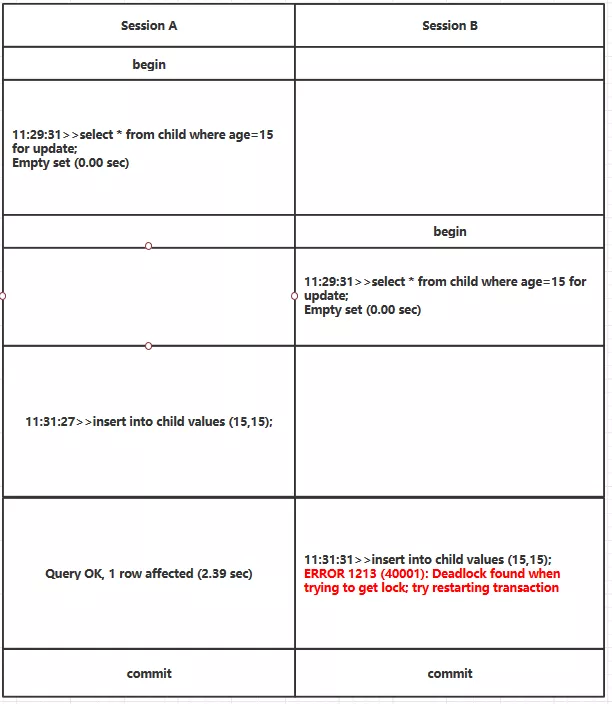 Session A
Session B
begin
11:29:31>>select * from child where age=15
for update;
Empty set (0.00 sec)
begin
11:29:31>>select * from child where age=15 for
update;
Empty set (0.00 sec)
11:31:27>>insert into child values (15,15);
Query OK, 1 row affected (2.39 sec)
11:31:31>>insert into child values (15,15);
ERROR 1213 (40001): Deadlock found when
trying to get lock; try restarting transaction
commit
commit